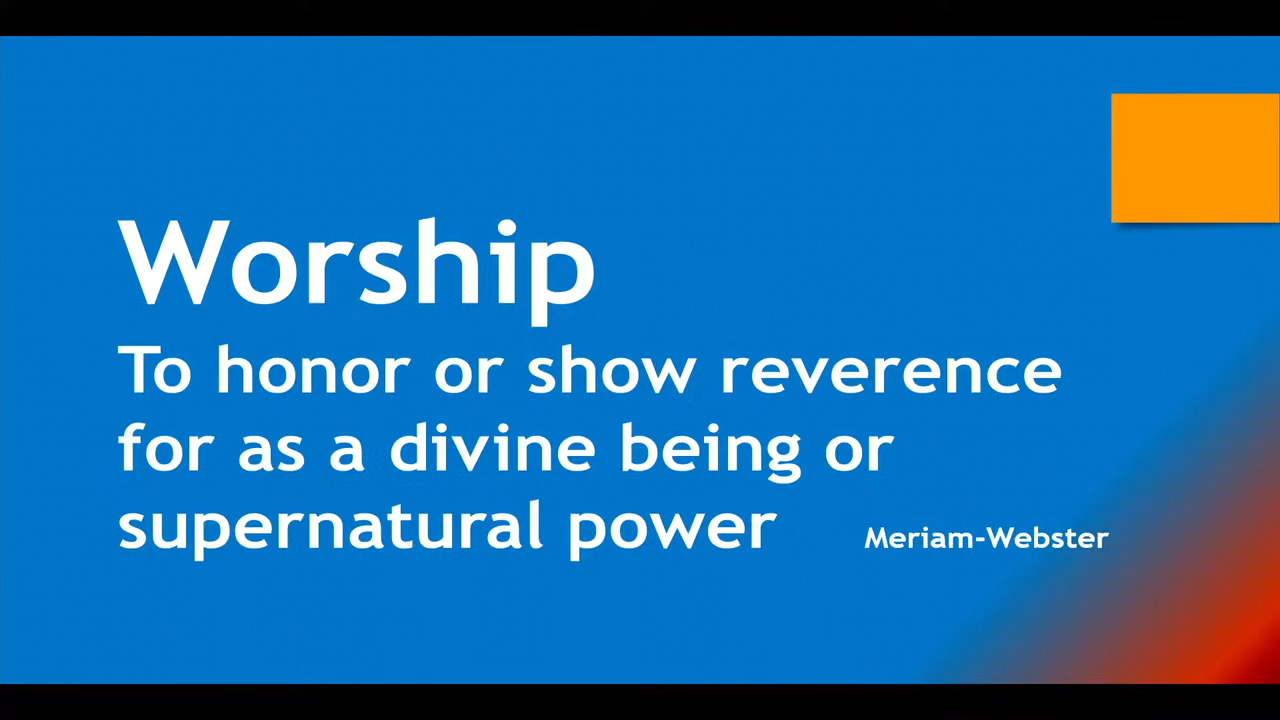 Worship
To honor or show reverence
for as a divine being or
supernatural power Meriam-Webster